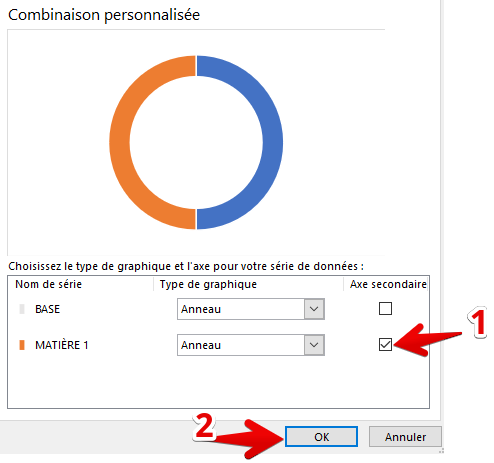 Combinaison personnalisée
Choisissez le type de graphique et l'axe pour votre série de données :
Nom de série Type de graphique Axe secondaire
BASE Anneau
MATIÈRE 1 Anneau
1
2
OK Annuler